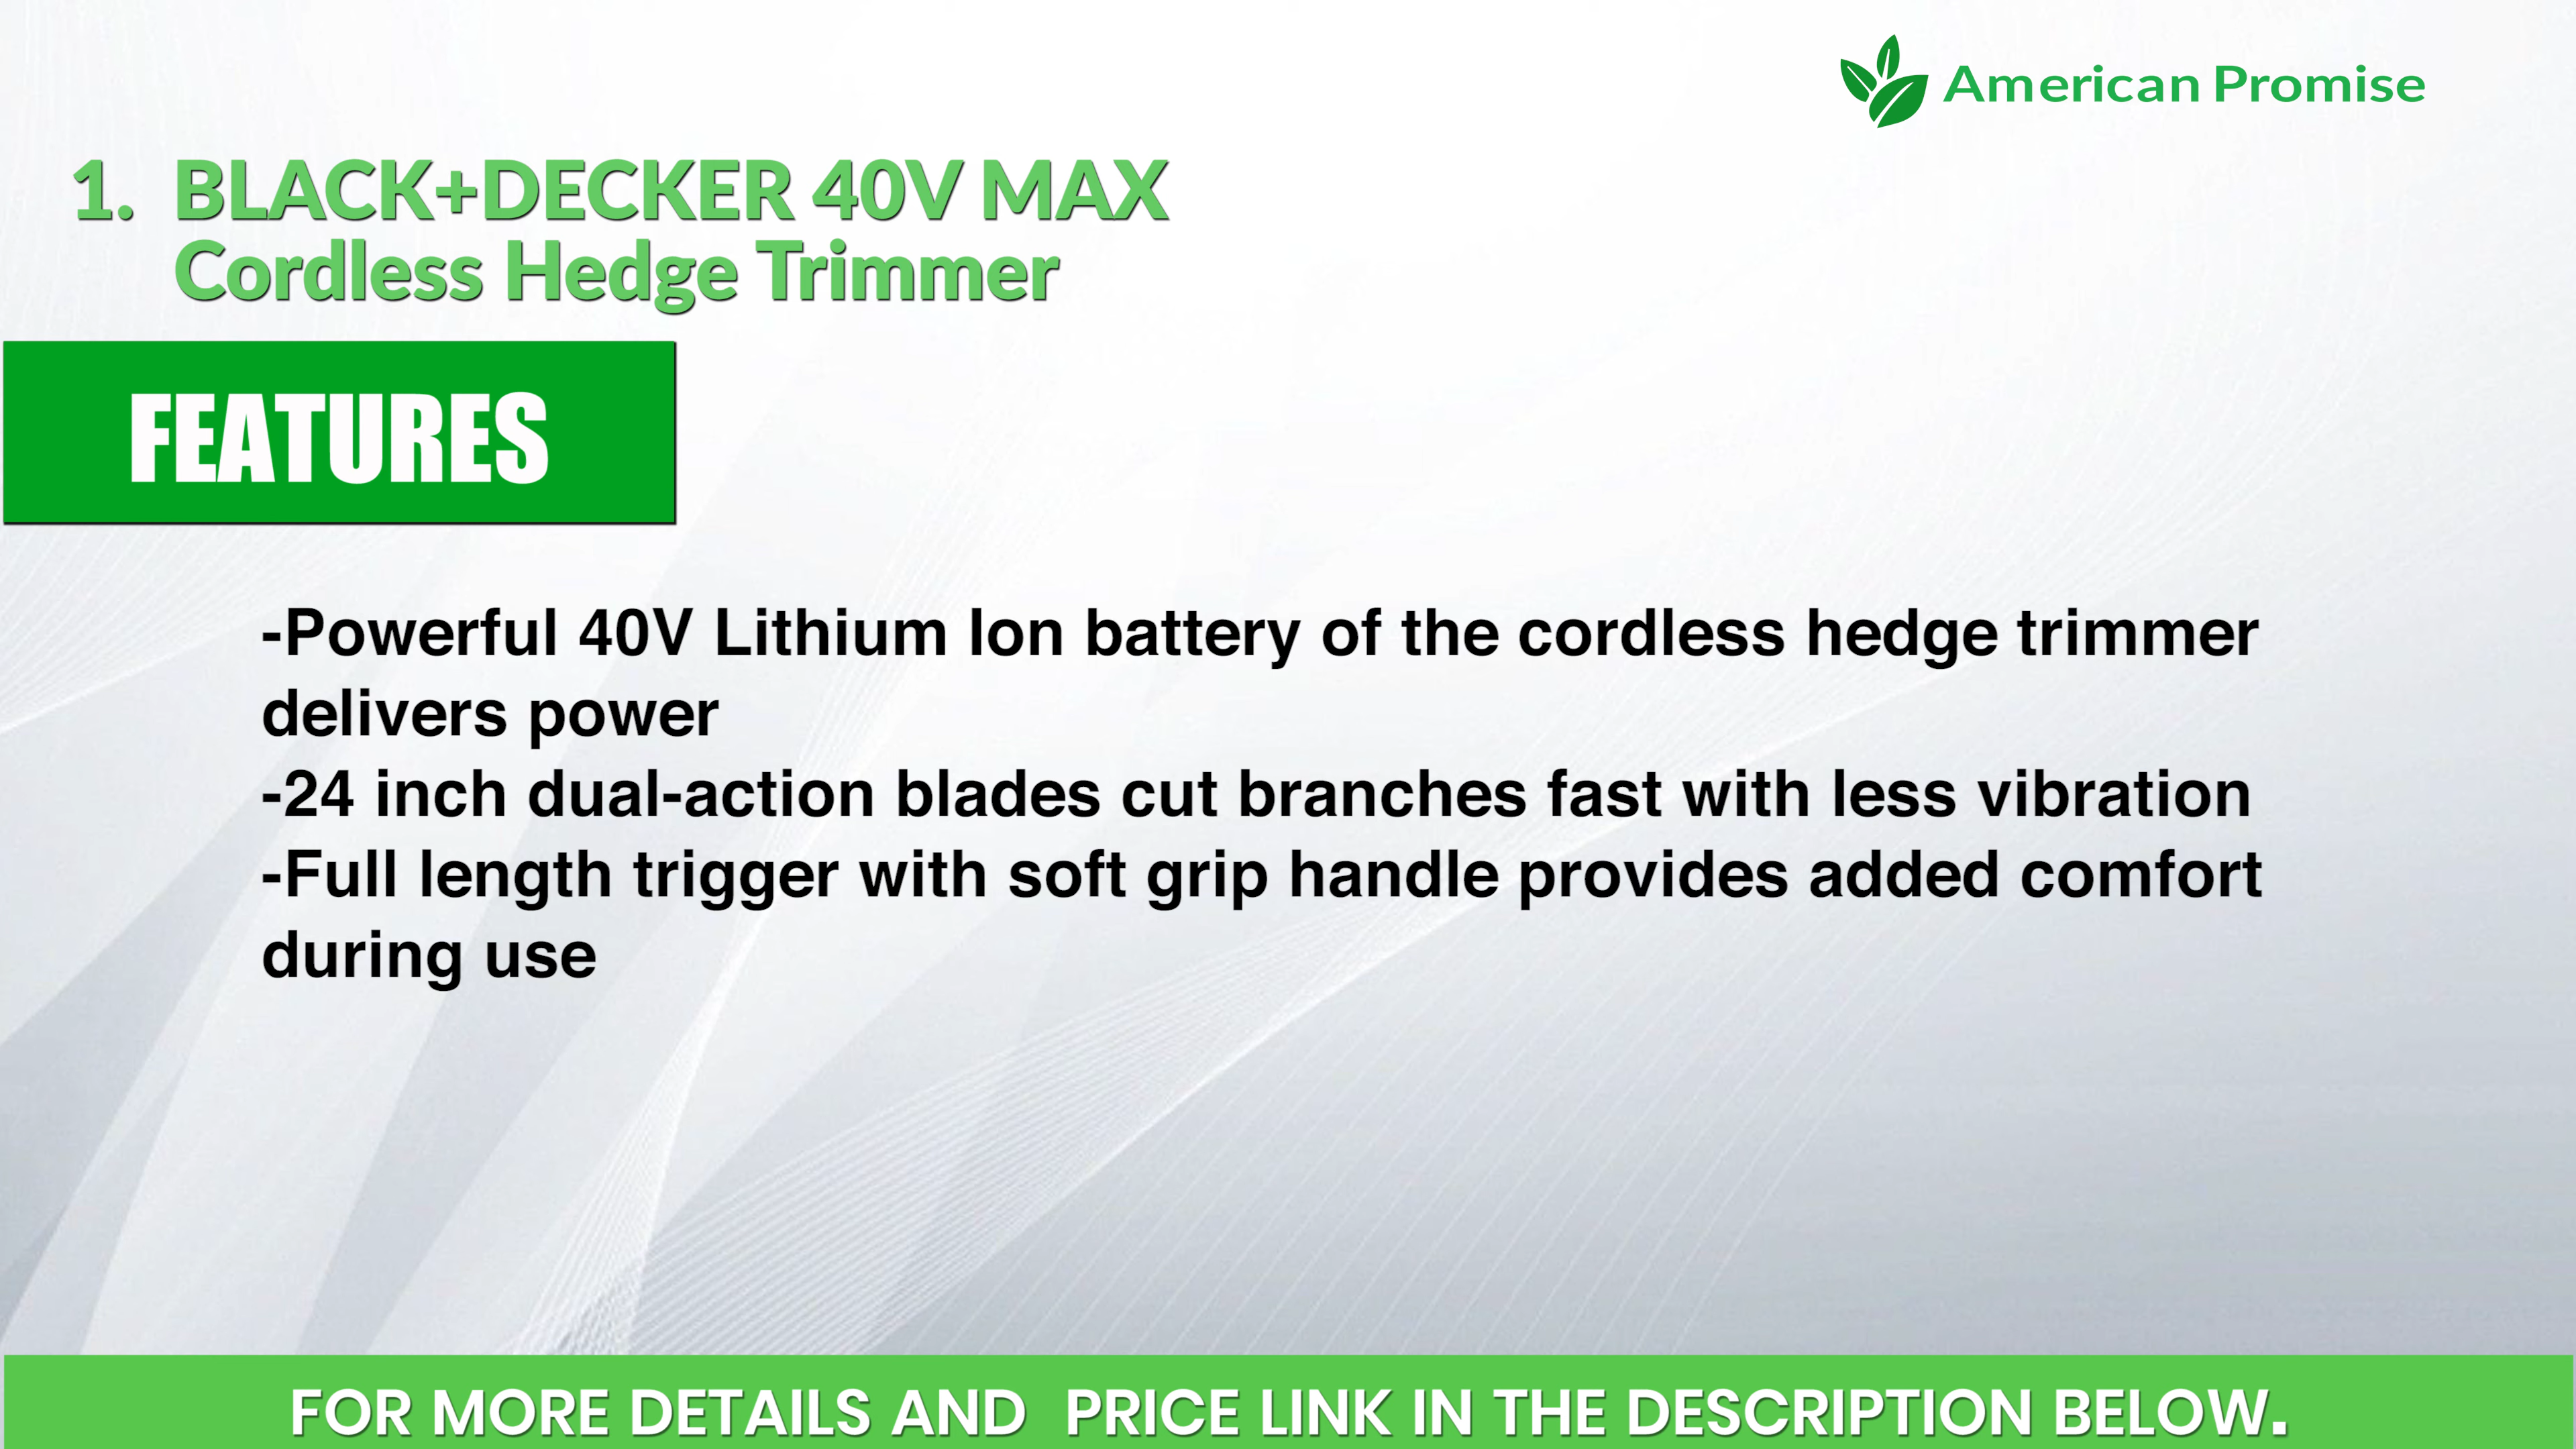 American Promise
1. BLACK+DECKER 40V MAX
Cordless Hedge Trimmer
FEATURES
-Powerful 40V Lithium Ion battery of the cordless hedge trimmer
delivers power
-24 inch dual-action blades cut branches fast with less vibration
-Full length trigger with soft grip handle provides added comfort
during use
FOR MORE DETAILS AND  PRICE LINK IN THE DESCRIPTION BELOW.